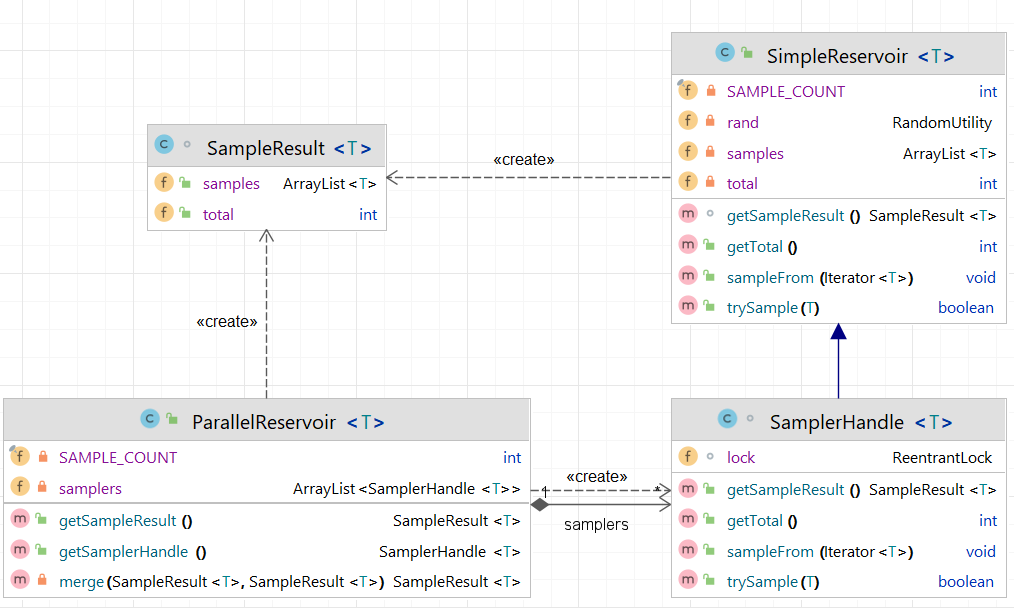 SimpleReservoir <T>
SAMPLE_COUNT int
rand RandomUtility
samples ArrayList <T>
total int
getSampleResult () SampleResult <T>
getTotal () int
sampleFrom (Iterator <T>) void
trySample (T) boolean
SampleResult <T>
samples ArrayList <T>
total int
«create»
«create»
ParallelReservoir <T>
SAMPLE_COUNT int
samplers ArrayList <SamplerHandle <T>>
getSampleResult () SampleResult <T>
getSamplerHandle () SamplerHandle <T>
merge (SampleResult <T>, SampleResult <T>) SampleResult <T>
«create»
1 *
samplers
SamplerHandle <T>
lock ReentrantLock
getSampleResult () SampleResult <T>
getTotal () int
sampleFrom (Iterator <T>) void
trySample (T) boolean